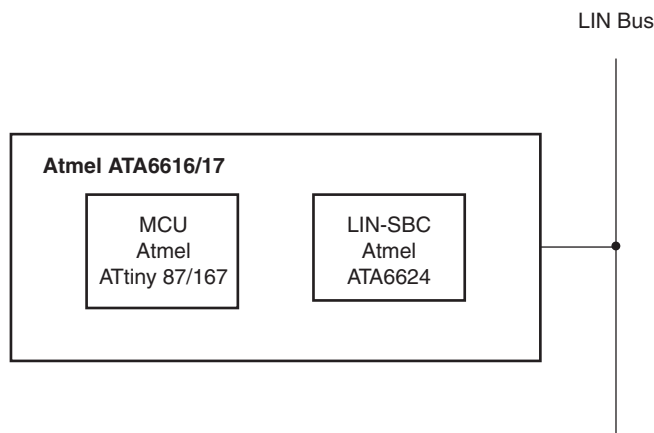 LIN Bus
Atmel ATA6616/17
MCU
Atmel
ATtiny 87/167
LIN-SBC
Atmel
ATA6624